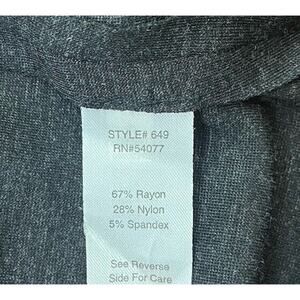 STYLE# 649
RN#54077
67% Rayon
28% Nylon
5% Spandex
See Reverse
Side For Care